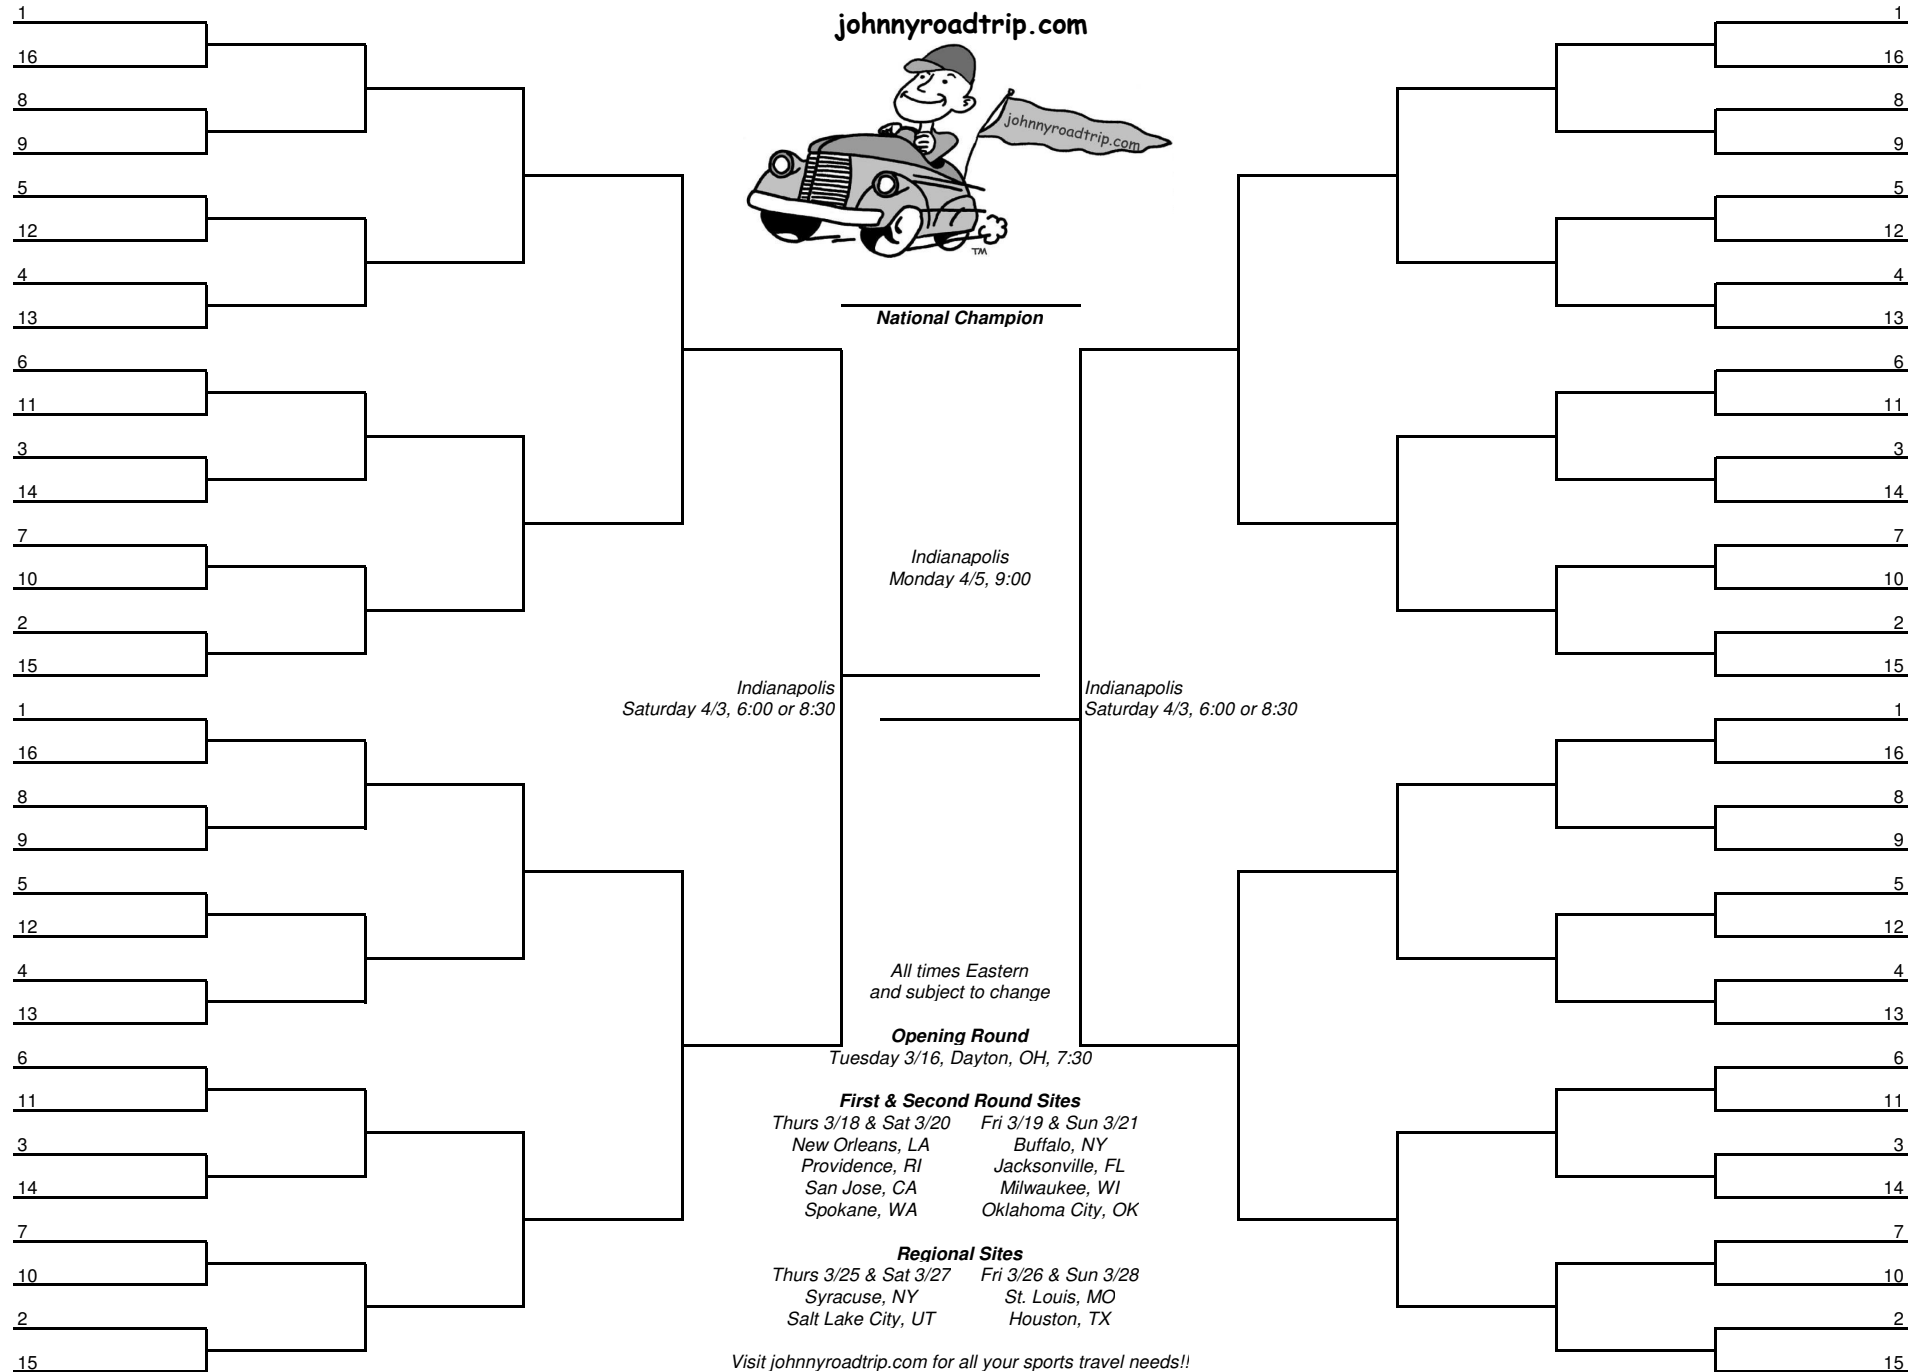 johnnyroadtrip.com
johnnyroadtrip.com
TM
National Champion
1
16
8
9
5
12
4
13
6
11
3
14
7
10
2
15
1
16
8
9
5
12
4
13
6
11
3
14
7
10
2
15
Indianapolis
Monday 4/5, 9:00
Indianapolis
Saturday 4/3, 6:00 or 8:30
Indianapolis
Saturday 4/3, 6:00 or 8:30
All times Eastern
and subject to change
Opening Round
Tuesday 3/16, Dayton, OH, 7:30
First & Second Round Sites
Thurs 3/18 & Sat 3/20 Fri 3/19 & Sun 3/21
New Orleans, LA Buffalo, NY
Providence, RI Jacksonville, FL
San Jose, CA Milwaukee, WI
Spokane, WA Oklahoma City, OK
Regional Sites
Thurs 3/25 & Sat 3/27 Fri 3/26 & Sun 3/28
Syracuse, NY St. Louis, MO
Salt Lake City, UT Houston, TX
Visit johnnyroadtrip.com for all your sports travel needs!!
1
16
8
9
5
12
4
13
6
11
3
14
7
10
2
15
1
16
8
9
5
12
4
13
6
11
3
14
7
10
2
15